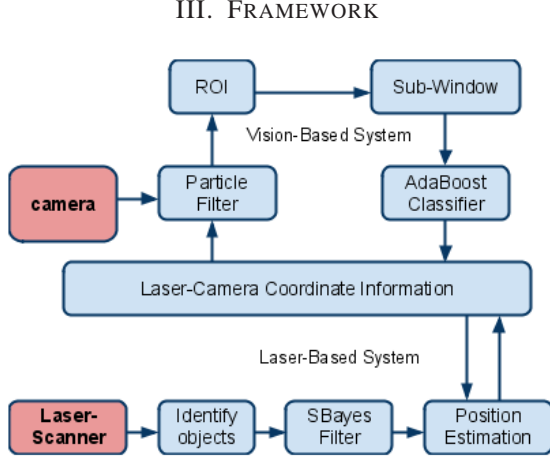 III. FRAMEWORK
ROI
Sub-Window
Vision-Based System
camera
Particle
Filter
AdaBoost
Classifier
Laser-Camera Coordinate Information
Laser-Based System
Laser-
Scanner
Identify
objects
SBayes
Filter
Position
Estimation